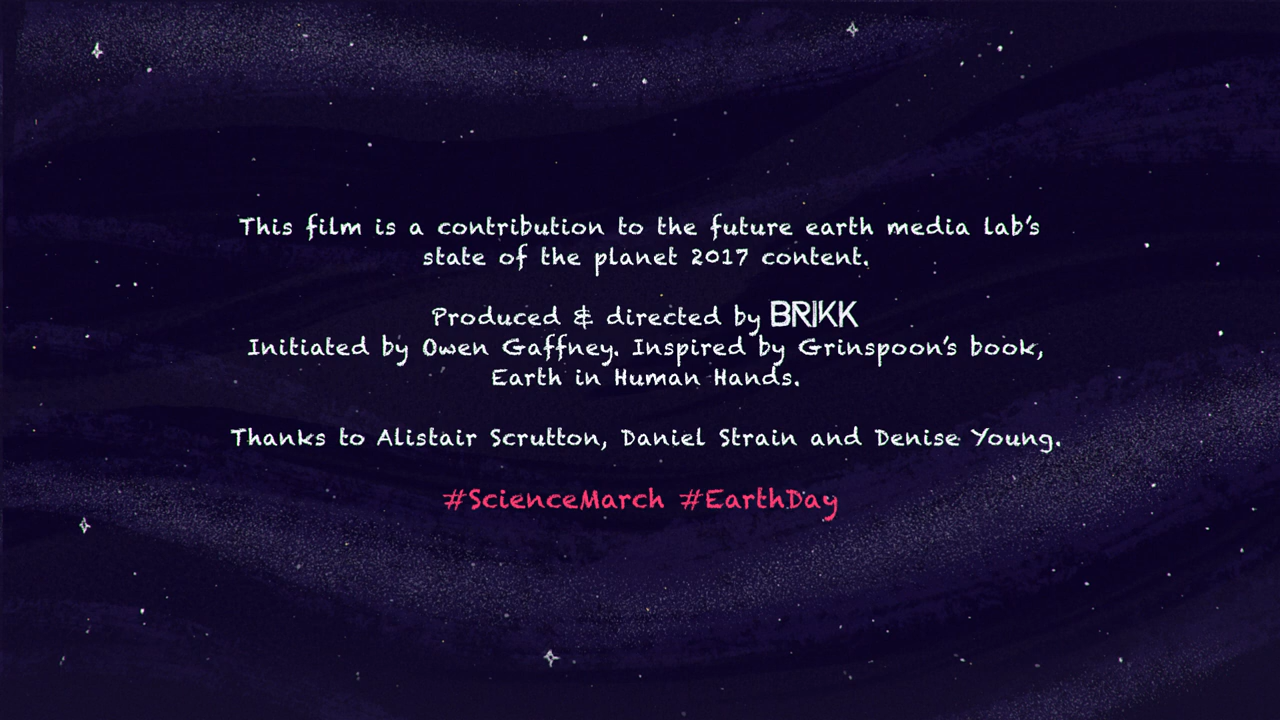 This film is a contribution to the future earth media lab's
state of the planet 2017 content.
Produced & directed by BRIKK
Initiated by Owen Gaffney. Inspired by Grinspoon's book,
Earth in Human Hands.
Thanks to Alistair Scrutton, Daniel Strain and Denise Young.
#ScienceMarch #EarthDay